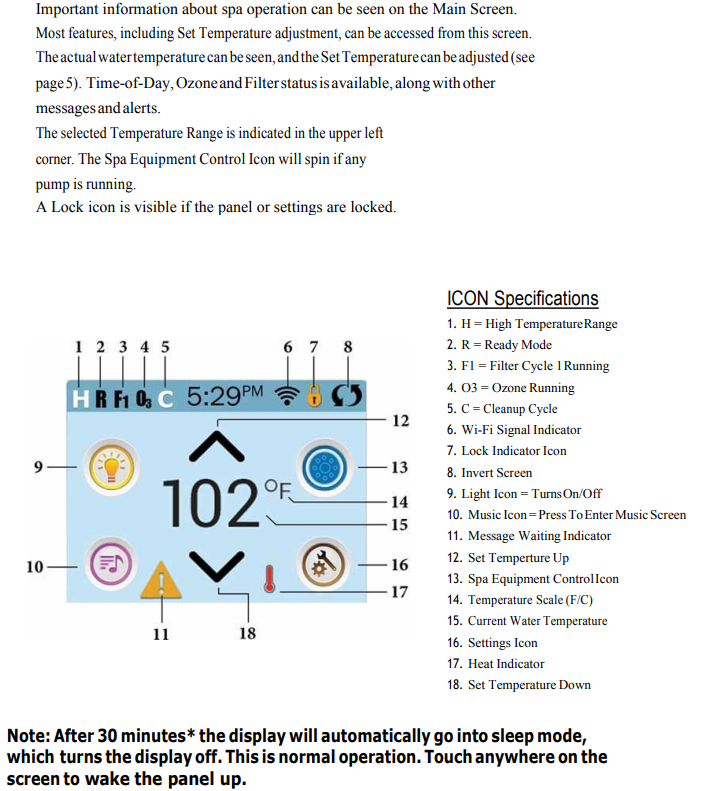 Important information about spa operation can be seen on the Main Screen.
Most features, including Set Temperature adjustment, can be accessed from this screen.
The actual water temperature can be seen, and the Set Temperature can be adjusted (see
page 5). Time-of-Day, Ozone and Filter status is available, along with other
messages and alerts.
The selected Temperature Range is indicated in the upper left
corner. The Spa Equipment Control Icon will spin if any
pump is running.
A Lock icon is visible if the panel or settings are locked.
1 2 3 4 5 6 7 8
H R F1 O3 C 5:29PM
12
9
13
102°F
14
15
10
16
17
11
18
ICON Specifications
1. H = High Temperature Range
2. R = Ready Mode
3. F1 = Filter Cycle 1 Running
4. O3 = Ozone Running
5. C = Cleanup Cycle
6. Wi-Fi Signal Indicator
7. Lock Indicator Icon
8. Invert Screen
9. Light Icon = Turns On/Off
10. Music Icon = Press To Enter Music Screen
11. Message Waiting Indicator
12. Set Temperture Up
13. Spa Equipment Control Icon
14. Temperature Scale (F/C)
15. Current Water Temperature
16. Settings Icon
17. Heat Indicator
18. Set Temperature Down
Note: After 30 minutes* the display will automatically go into sleep mode,
which turns the display off. This is normal operation. Touch anywhere on the
screen to wake the panel up.